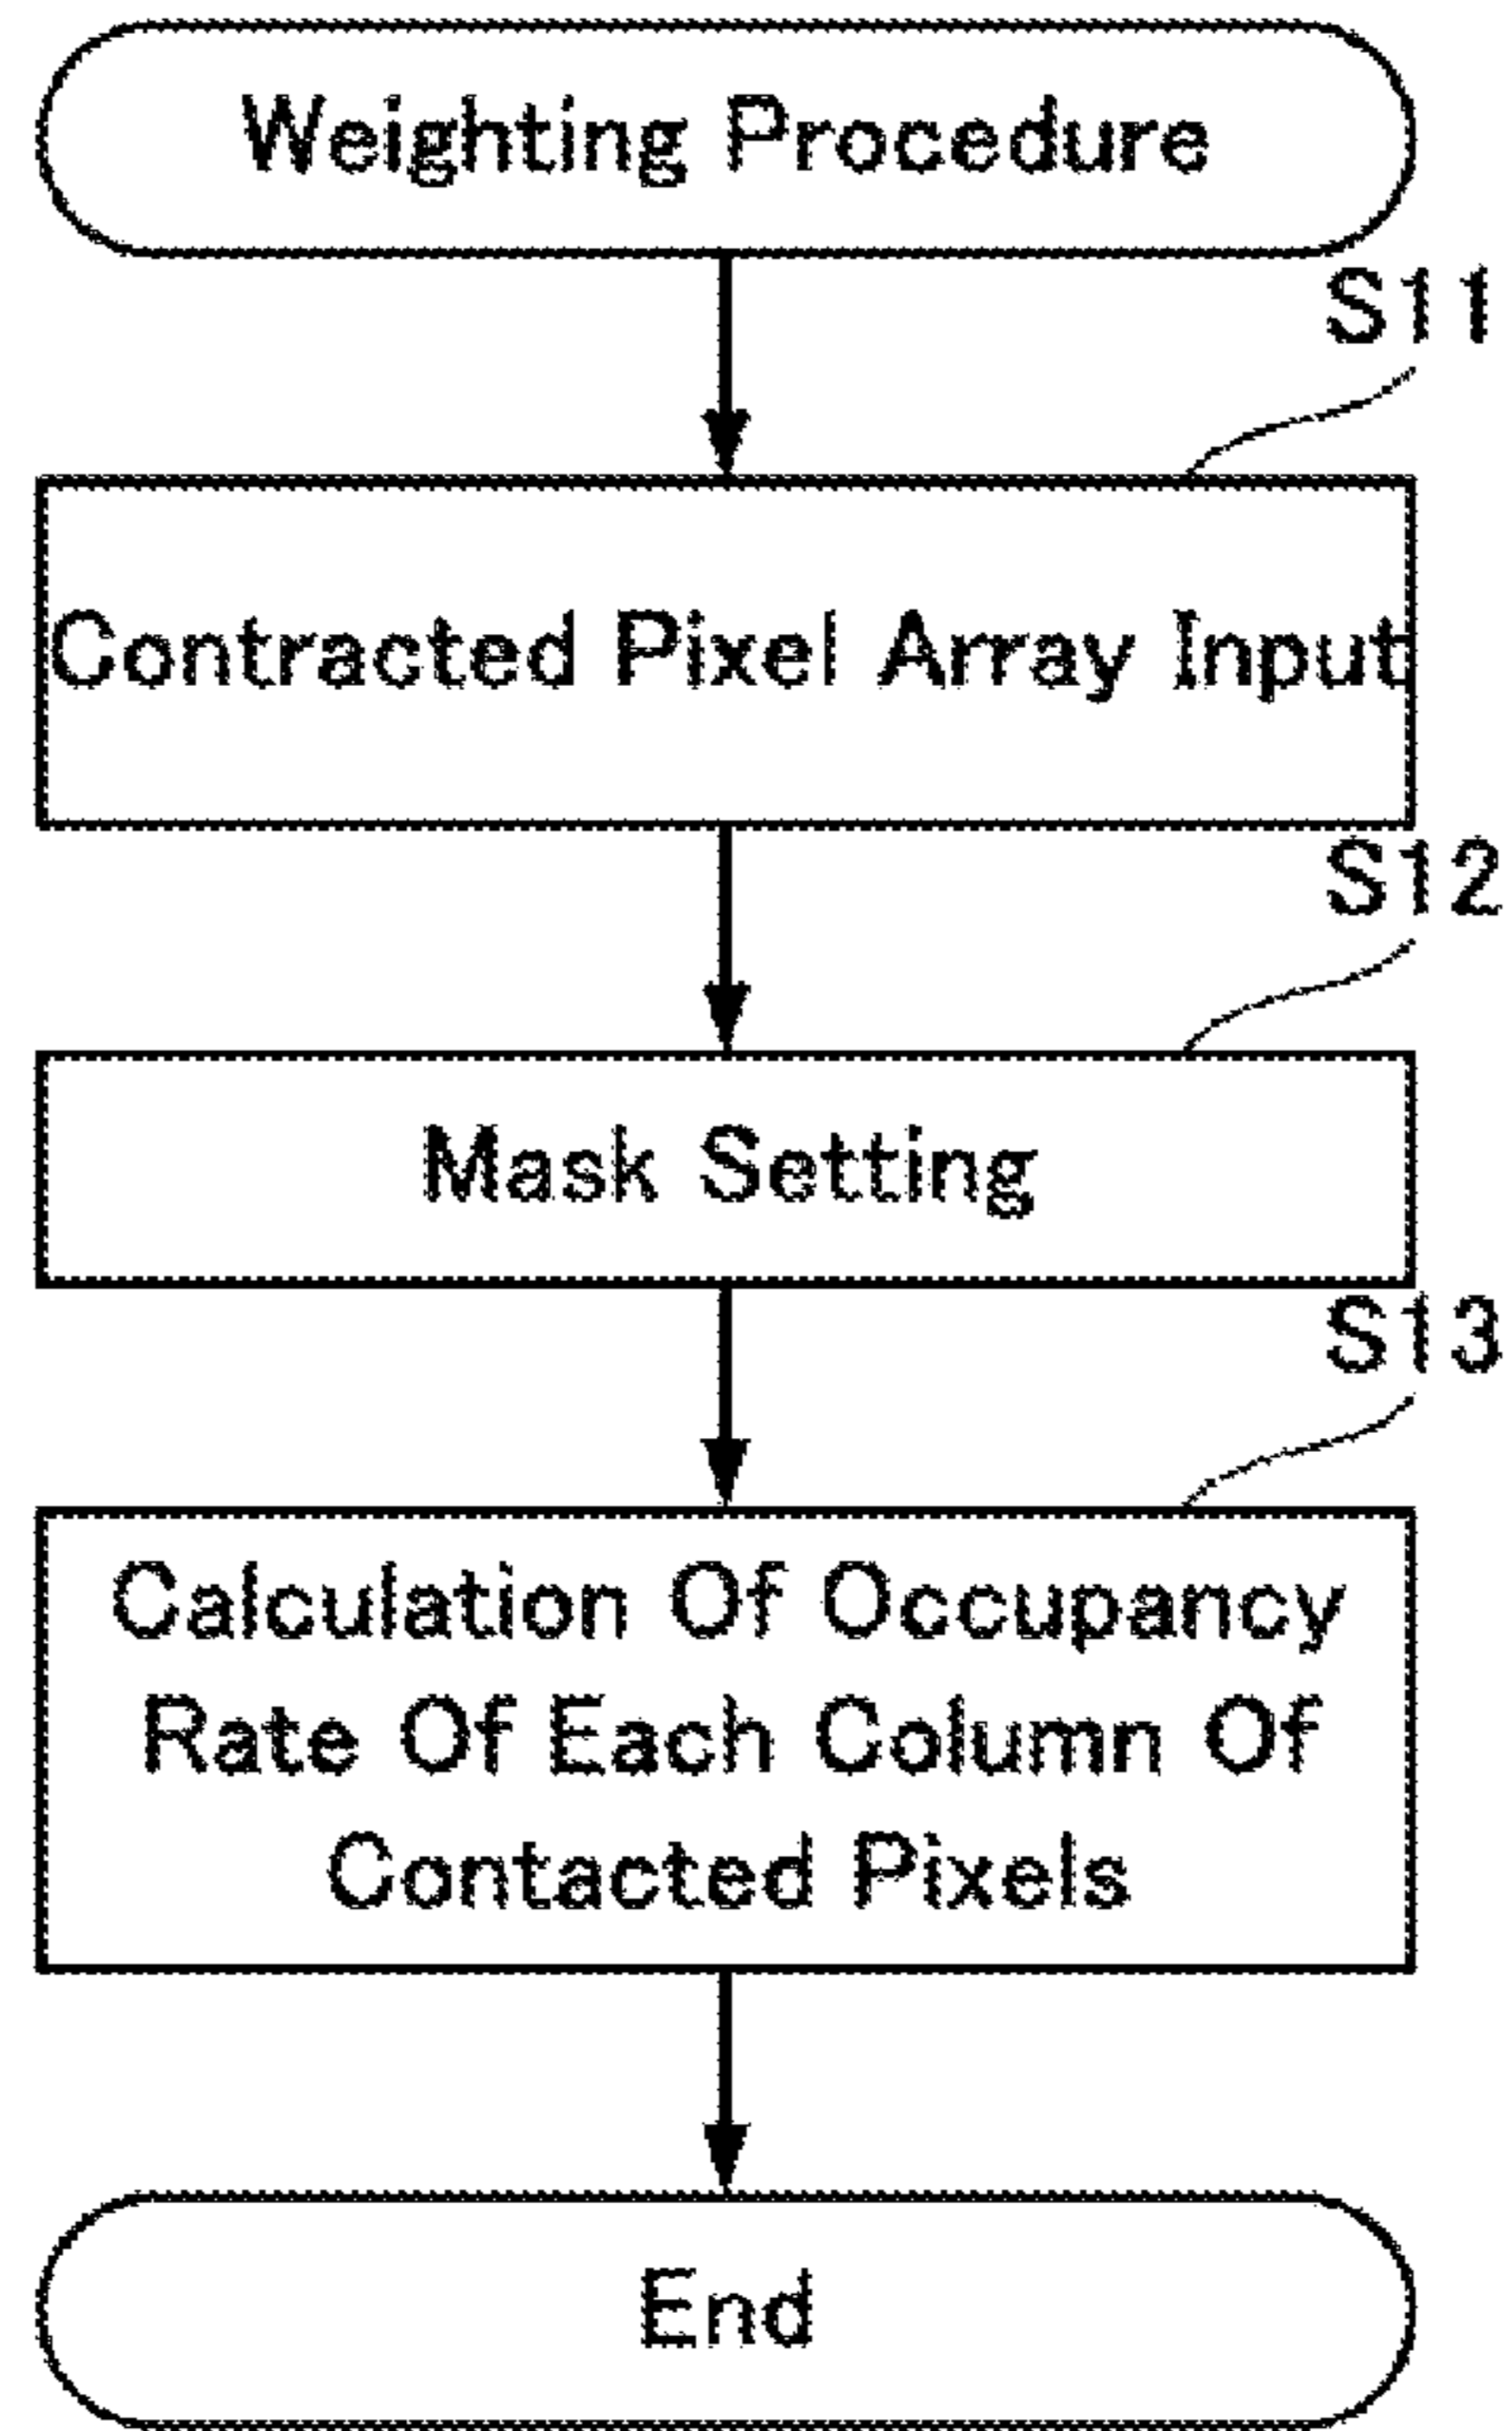 Weighting Procedure
S11
Contracted Pixel Array Input
S12
Mask Setting
S13
Calculation Of Occupancy
Rate Of Each Column Of
Contacted Pixels
End